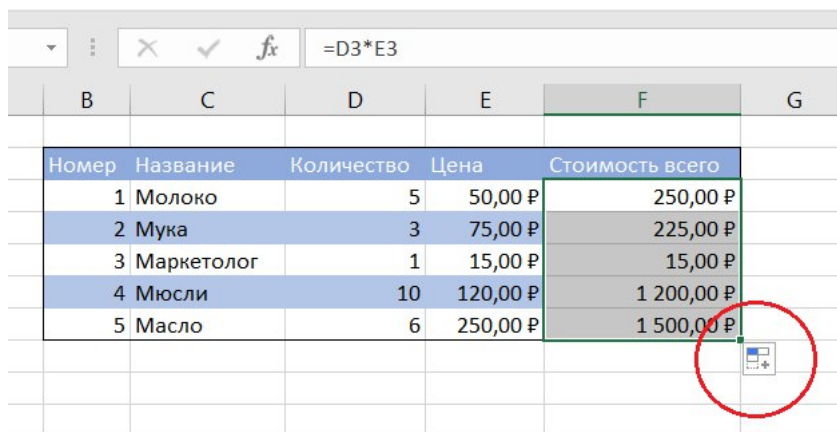 fx =D3*E3
B C D E F G
Номер Название Количество Цена Стоимость всего
1 Молоко 5 50,00 ₽ 250,00 ₽
2 Мука 3 75,00 ₽ 225,00 ₽
3 Маркетолог 1 15,00 ₽ 15,00 ₽
4 Мюсли 10 120,00 ₽ 1 200,00 ₽
5 Масло 6 250,00 ₽ 1 500,00 ₽